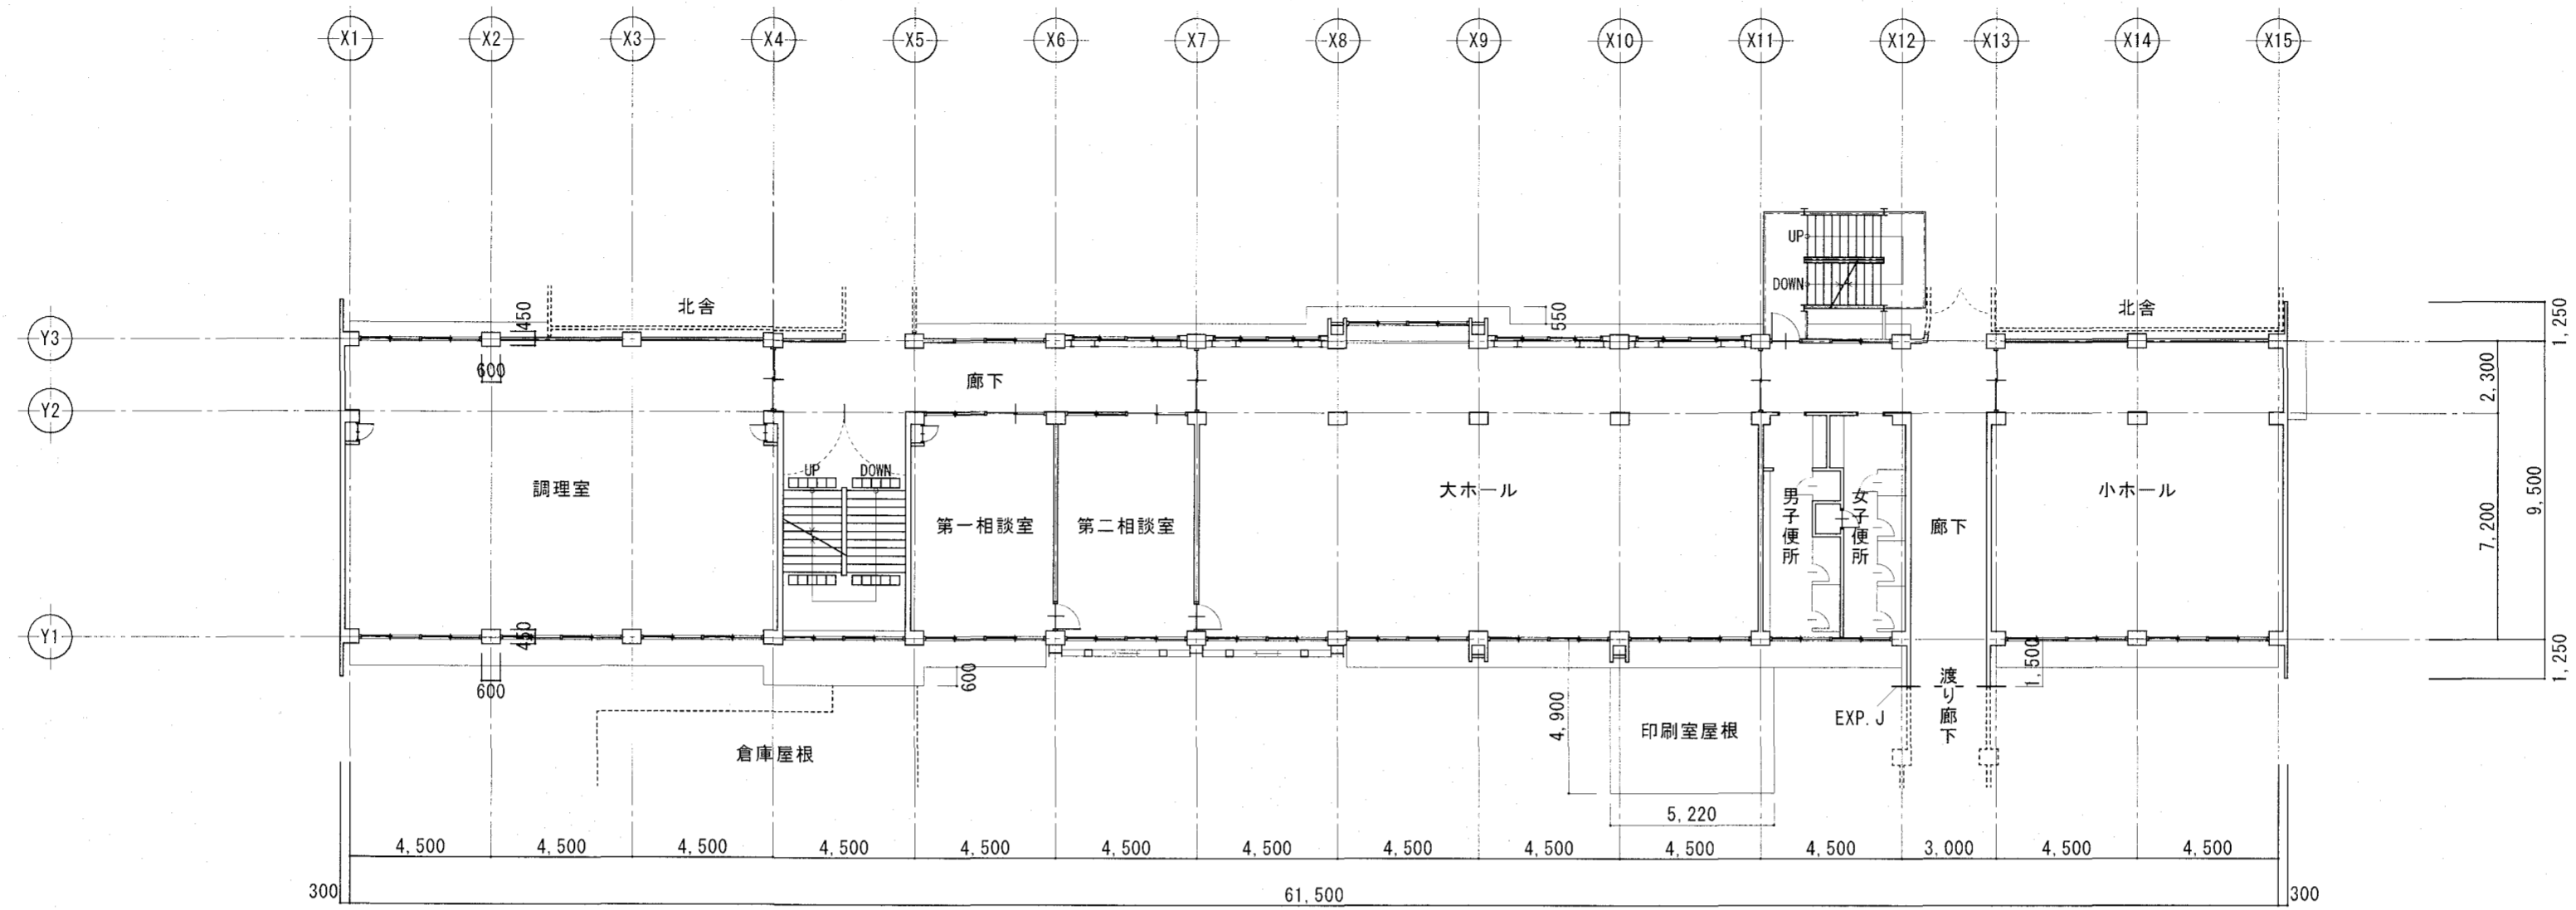 X1 X2 X3 X4 X5 X6 X7 X8 X9 X10 X11 X12 X13 X14 X15
UP
DOWN
北舎
450
550
北舎
1,250
Y3
600
廊下
2,300
Y2
UP DOWN
調理室
第一相談室
第二相談室
大ホール
男子便所
女子便所
廊下
小ホール
7,200
9,500
Y1
450
600
600
1,500
1,250
渡り廊下
EXP.J
4,900
印刷室屋根
倉庫屋根
5,220
4,500 4,500 4,500 4,500 4,500 4,500 4,500 4,500 4,500 4,500 4,500 3,000 4,500 4,500
300 61,500 300